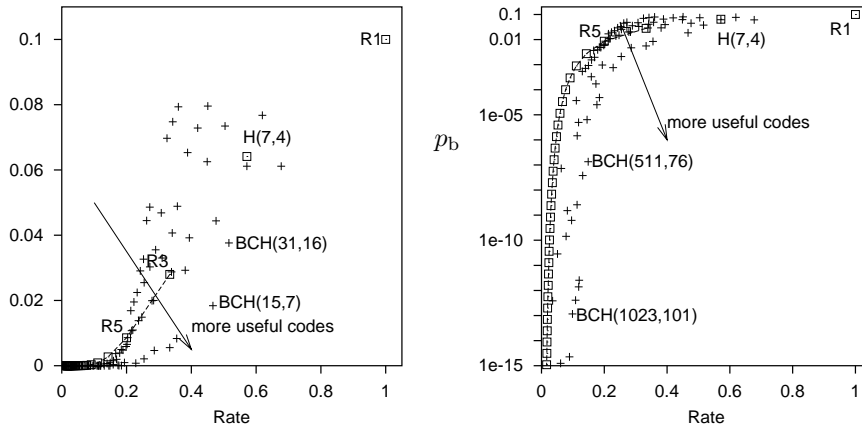 0.1
0.08
0.06
0.04
0.02
0
0 0.2 0.4 0.6 0.8 1
Rate
R1
H(7,4)
BCH(31,16)
R3
BCH(15,7)
R5
more useful codes
p_b
0.1
0.01
1e-05
1e-10
1e-15
0 0.2 0.4 0.6 0.8 1
Rate
R5
H(7,4)
R1
more useful codes
BCH(511,76)
BCH(1023,101)